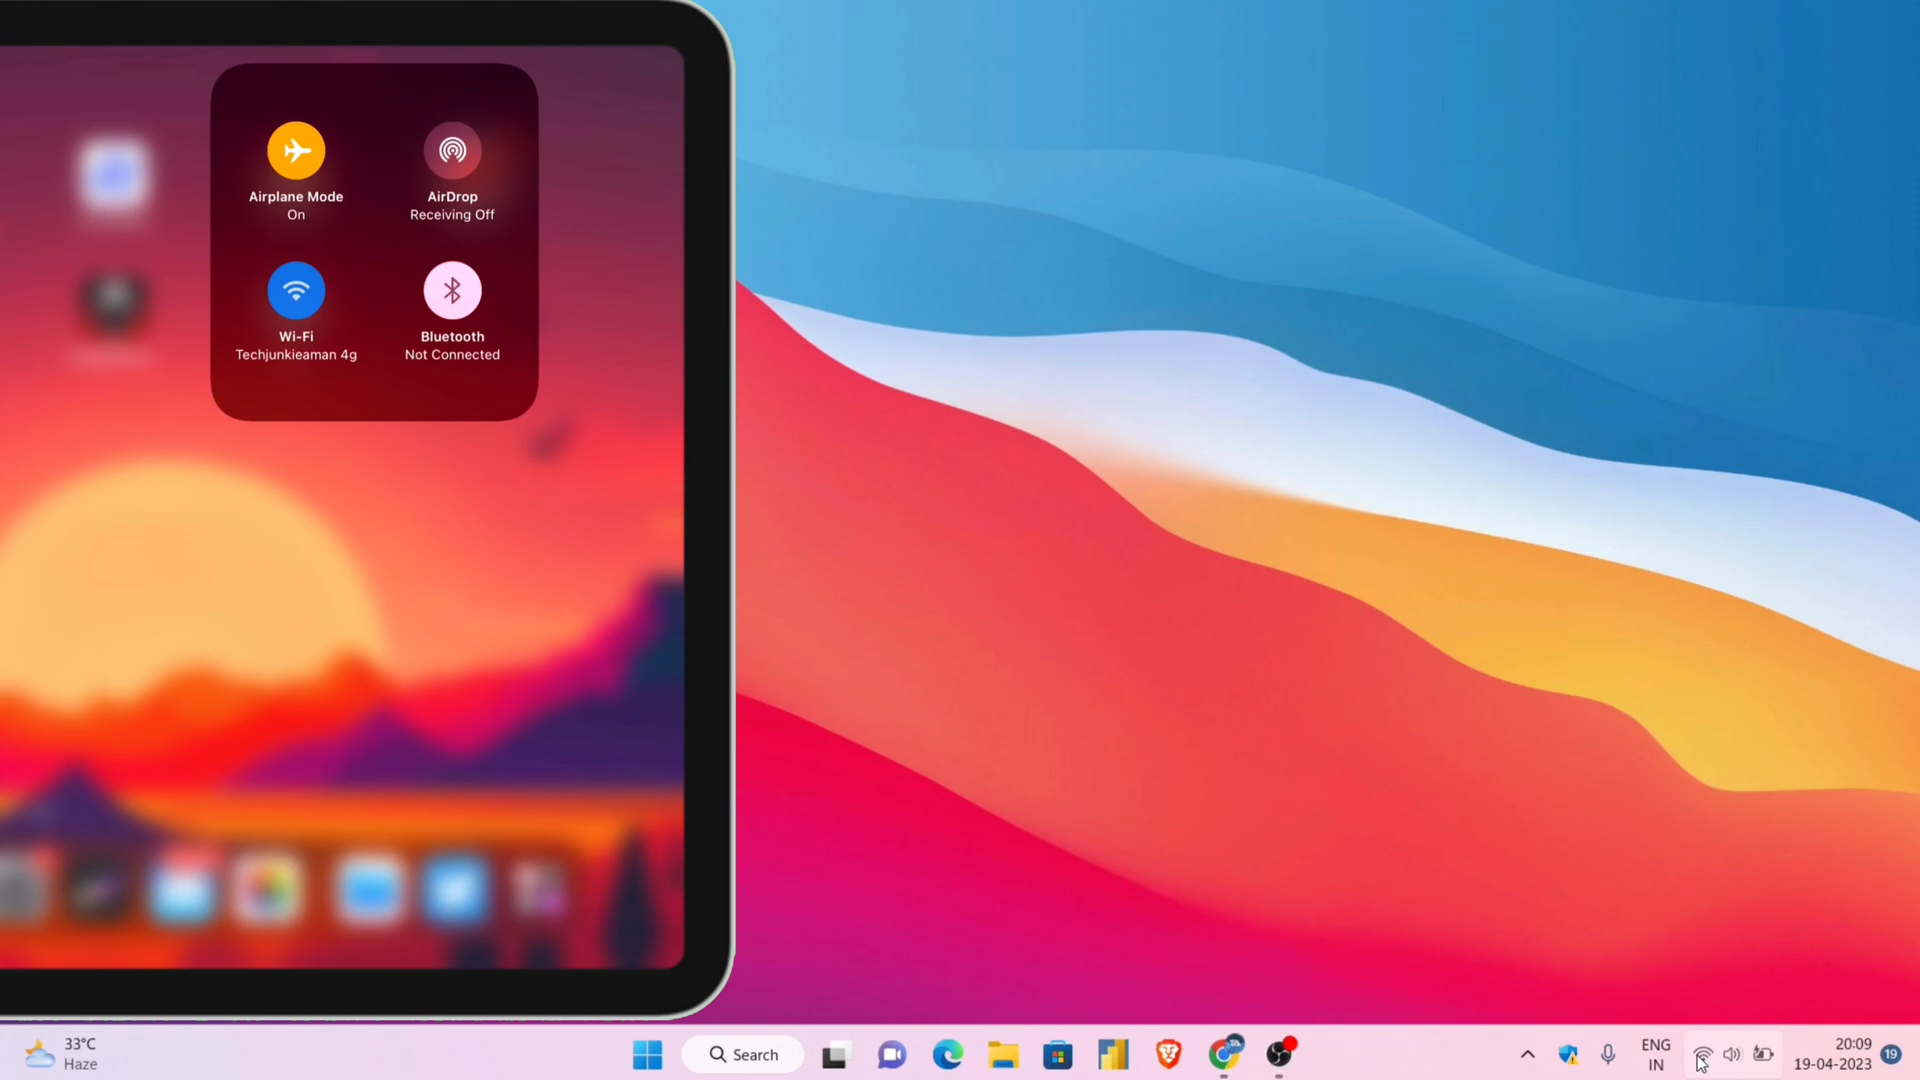 Airplane Mode
On
AirDrop
Receiving Off
Wi-Fi
Techjunkieaman 4g
Bluetooth
Not Connected
33°C
Haze
Search
TA
ENG
IN
20:09
19-04-2023
19